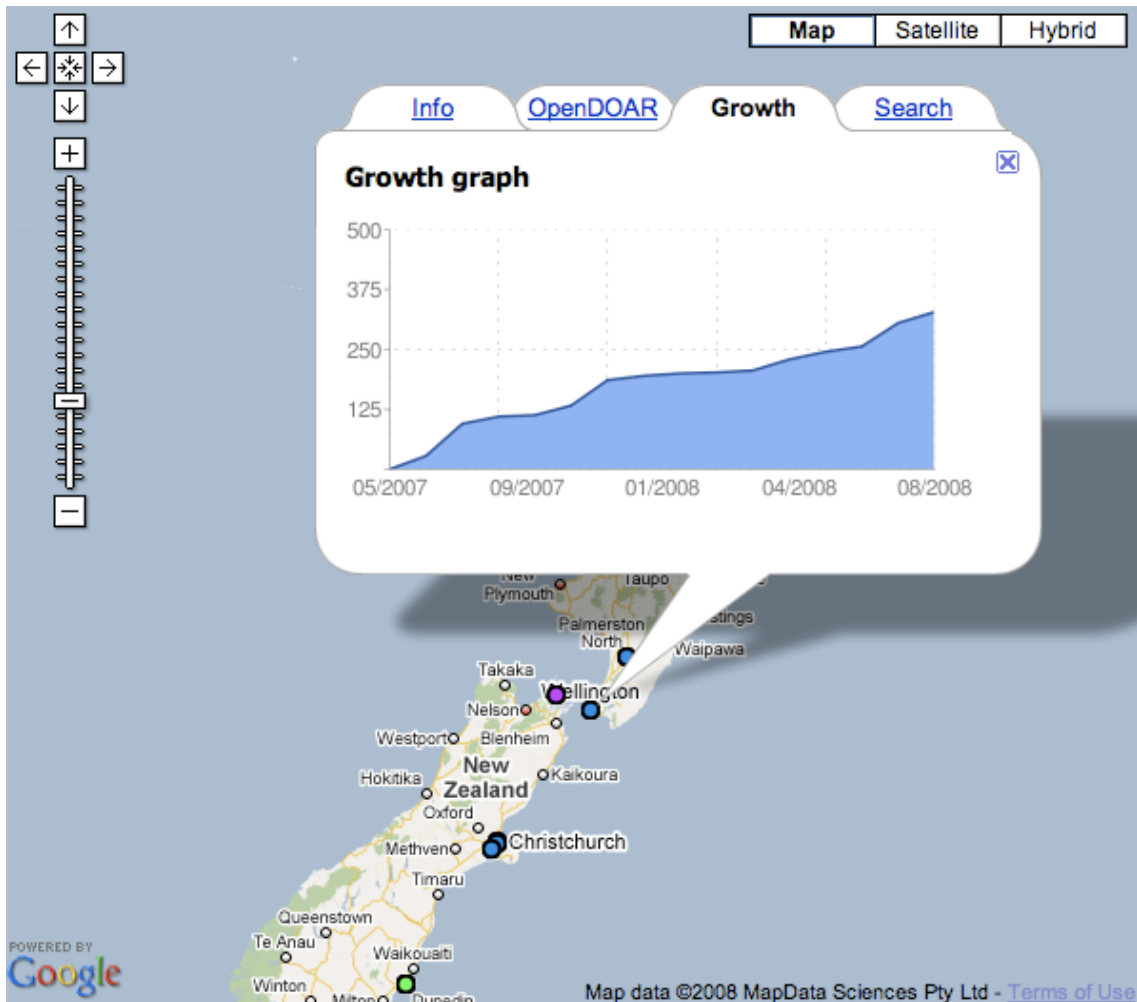 Map Satellite Hybrid
Info OpenDOAR Growth Search
Growth graph
500
375
250
125
05/2007 09/2007 01/2008 04/2008 08/2008
New
Plymouth
Taupo
Palmerston
North
Waipawa
Takaka
Wellington
Nelson
Westport
Blenheim
New
Zealand
Hokitika
Kaikoura
Oxford
Methven
Christchurch
Timaru
Queenstown
Te Anau
Waikouaiti
Winton
Milton
Dunedin
POWERED BY
Google
Map data ©2008 MapData Sciences Pty Ltd - Terms of Use